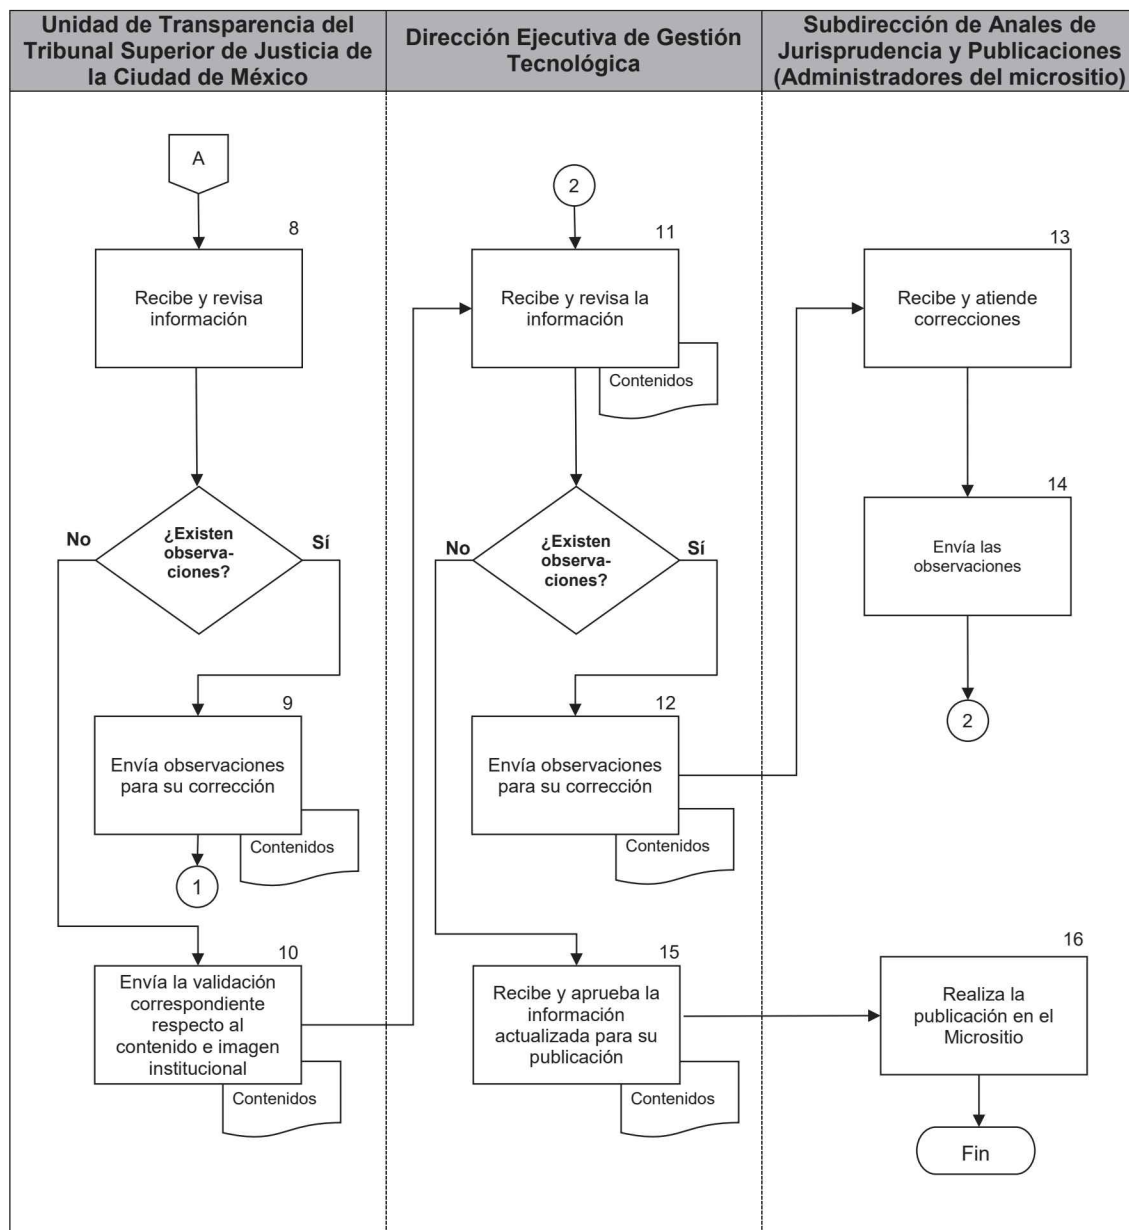 Unidad de Transparencia del
Tribunal Superior de Justicia de
la Ciudad de México
Dirección Ejecutiva de Gestión
Tecnológica
Subdirección de Anales de
Jurisprudencia y Publicaciones
(Administradores del micrositio)
A
8
Recibe y revisa
información
No
¿Existen
observa-
ciones?
Sí
9
Envía observaciones
para su corrección
Contenidos
1
10
Envía la validación
correspondiente
respecto al
contenido e imagen
institucional
Contenidos
2
11
Recibe y revisa la
información
Contenidos
No
¿Existen
observa-
ciones?
Sí
12
Envía observaciones
para su corrección
Contenidos
15
Recibe y aprueba la
información
actualizada para su
publicación
Contenidos
13
Recibe y atiende
correcciones
14
Envía las
observaciones
2
16
Realiza la
publicación en el
Micrositio
Fin